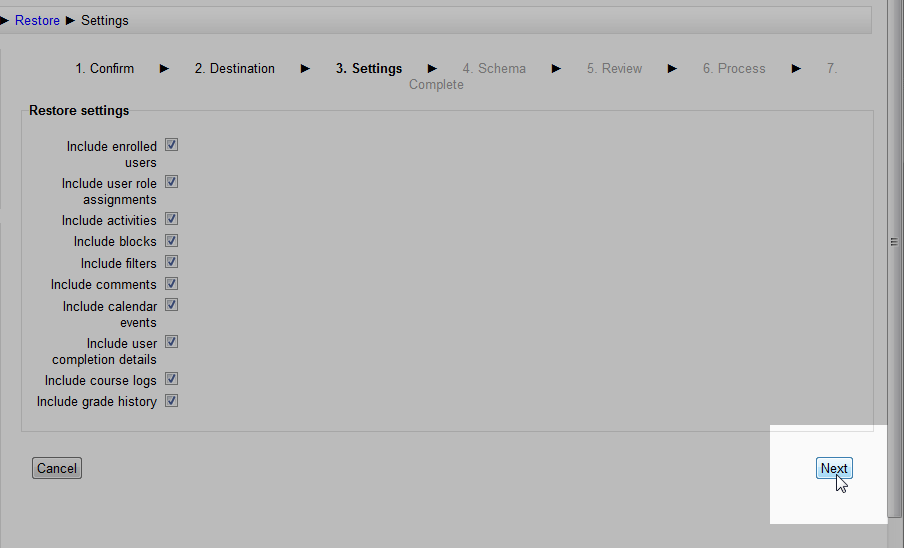 ► Restore ► Settings
1. Confirm ► 2. Destination ► 3. Settings ► 4. Schema ► 5. Review ► 6. Process ► 7.
Complete
Restore settings
Include enrolled
users
Include user role
assignments
Include activities
Include blocks
Include filters
Include comments
Include calendar
events
Include user
completion details
Include course logs
Include grade history
Cancel
Next